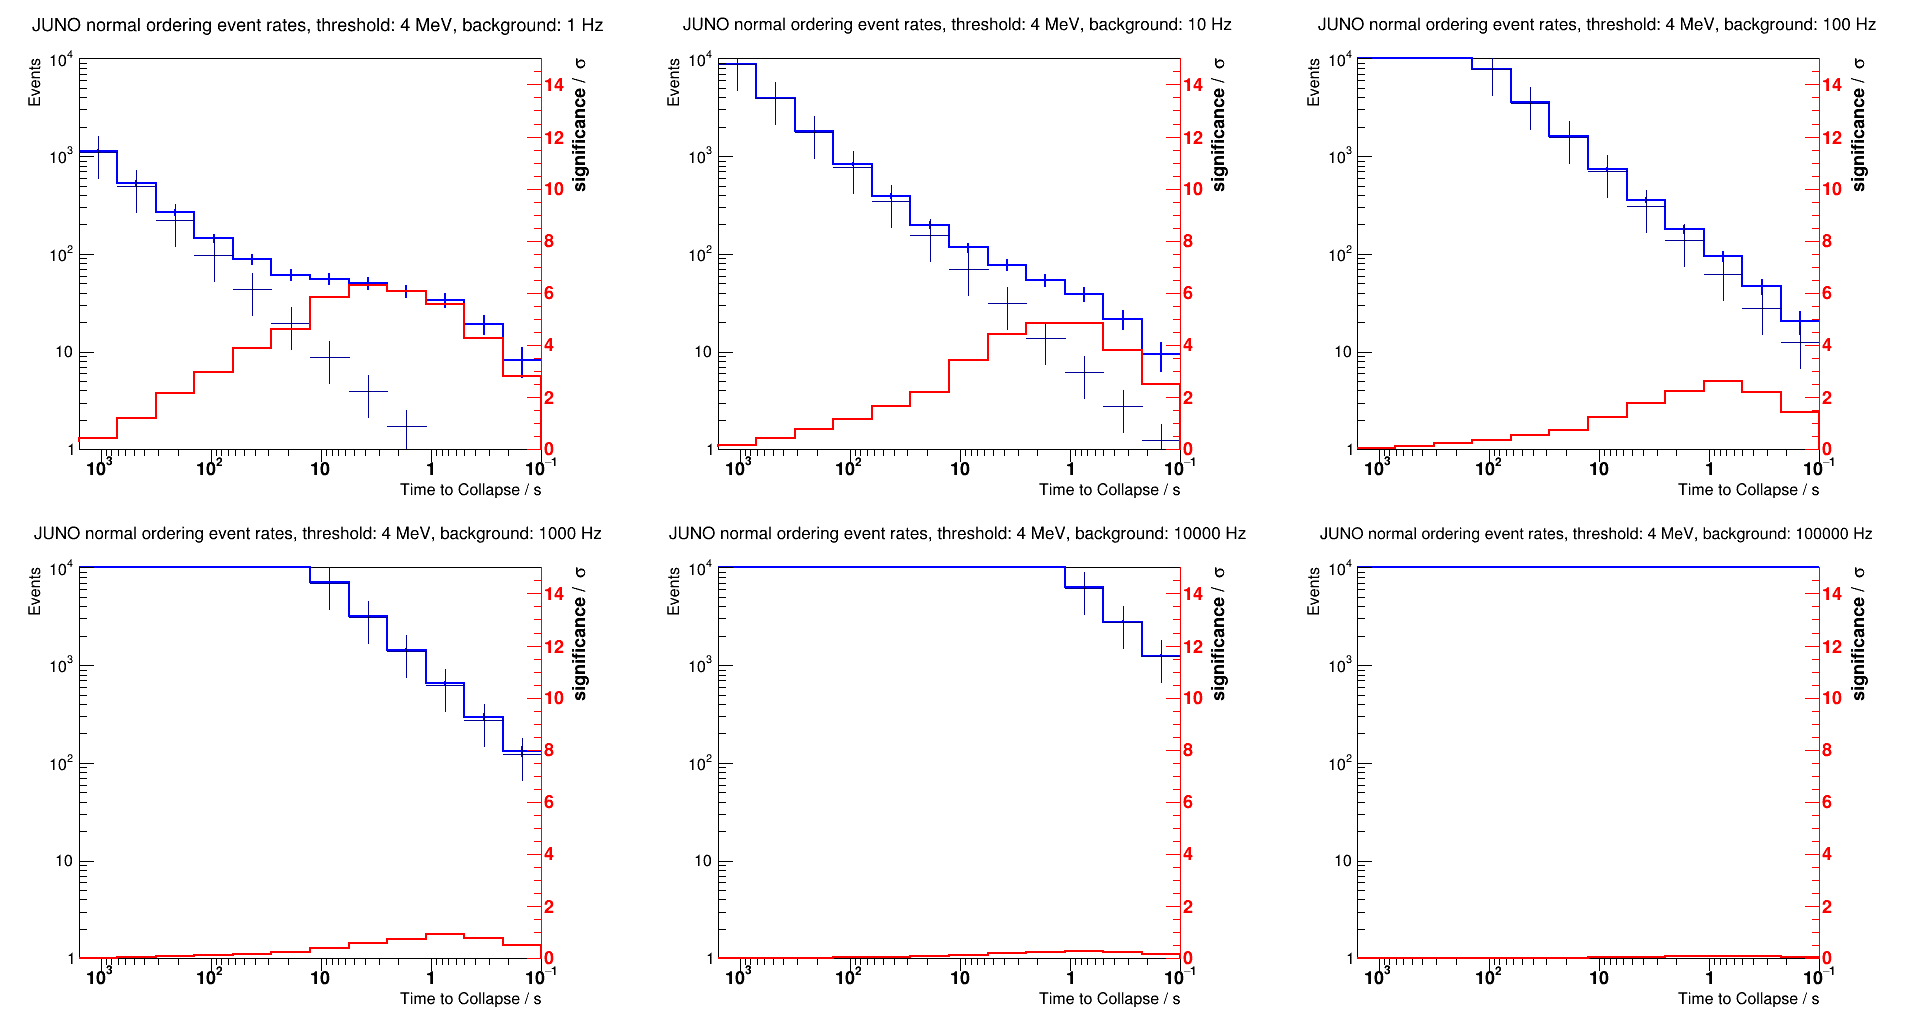 JUNO normal ordering event rates, threshold: 4 MeV, background: 1 Hz
Events
10^4
10^3
10^2
10
1
14
12
10
8
6
4
2
0
significance / σ
10^3 10^2 10 1 10^-1
Time to Collapse / s
JUNO normal ordering event rates, threshold: 4 MeV, background: 10 Hz
Events
10^4
10^3
10^2
10
1
14
12
10
8
6
4
2
0
significance / σ
10^3 10^2 10 1 10^-1
Time to Collapse / s
JUNO normal ordering event rates, threshold: 4 MeV, background: 100 Hz
Events
10^4
10^3
10^2
10
1
14
12
10
8
6
4
2
0
significance / σ
10^3 10^2 10 1 10^-1
Time to Collapse / s
JUNO normal ordering event rates, threshold: 4 MeV, background: 1000 Hz
Events
10^4
10^3
10^2
10
1
14
12
10
8
6
4
2
0
significance / σ
10^3 10^2 10 1 10^-1
Time to Collapse / s
JUNO normal ordering event rates, threshold: 4 MeV, background: 10000 Hz
Events
10^4
10^3
10^2
10
1
14
12
10
8
6
4
2
0
significance / σ
10^3 10^2 10 1 10^-1
Time to Collapse / s
JUNO normal ordering event rates, threshold: 4 MeV, background: 100000 Hz
Events
10^4
10^3
10^2
10
1
14
12
10
8
6
4
2
0
significance / σ
10^3 10^2 10 1 10^-1
Time to Collapse / s